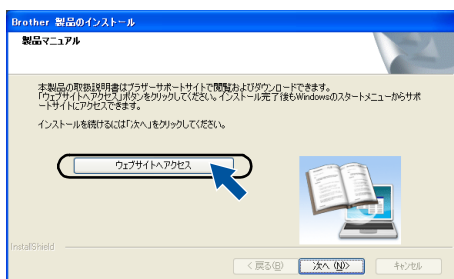 Brother 製品のインストール
製品マニュアル
本製品の取扱説明書はブラザーサポートサイトで閲覧およびダウンロードできます。
「ウェブサイトへアクセス」ボタンをクリックしてください。インストール完了後もWindowsのスタートメニューからサポ
ートサイトにアクセスできます。
インストールを続けるには「次へ」をクリックしてください。
ウェブサイトへアクセス
InstallShield
< 戻る(B)
次へ (N)>
キャンセル